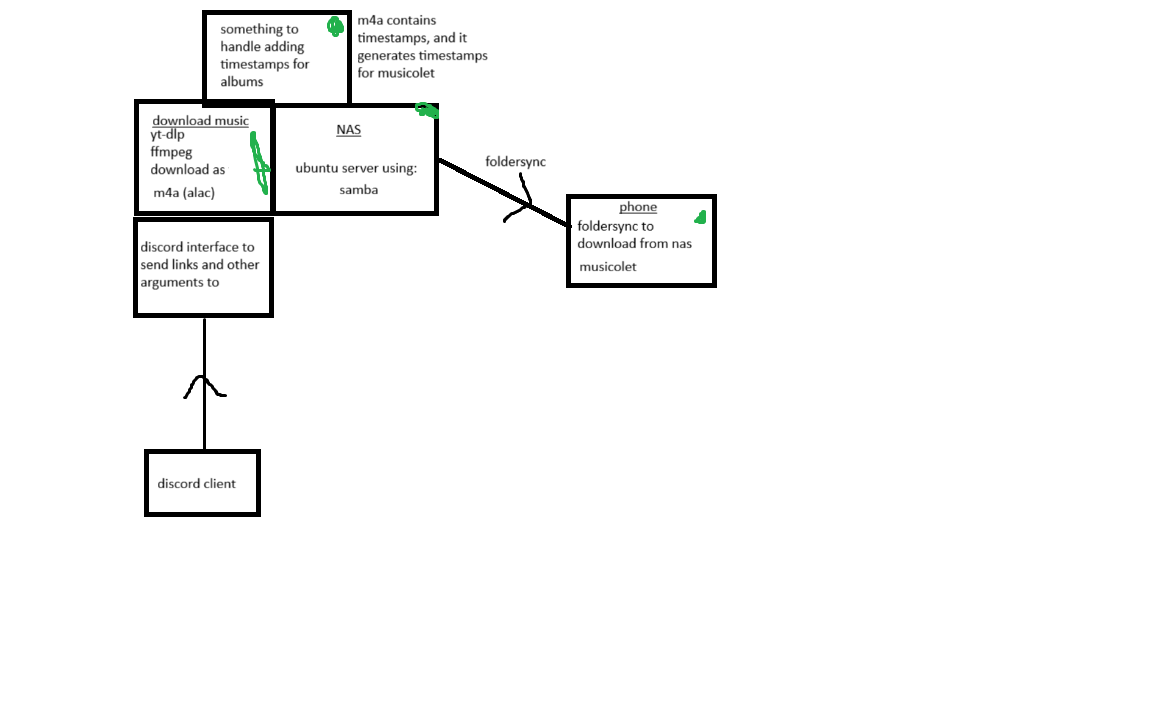 something to
handle adding
timestamps for
albums
m4a contains
timestamps, and it
generates timestamps
for musicolet
download music
yt-dlp
ffmpeg
download as
m4a (alac)
NAS
ubuntu server using:
samba
foldersync
phone
foldersync to
download from nas
musicolet
discord interface to
send links and other
arguments to
discord client